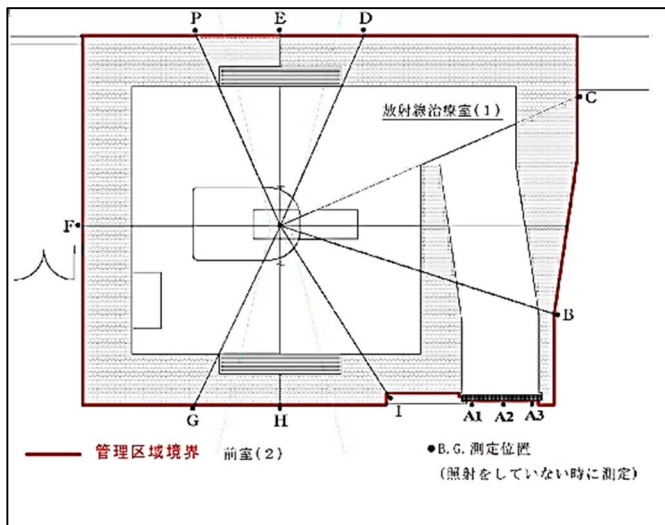 P
E
D
放射線治療室(1)
C
F
B
I
G
H
A1
A2
A3
管理区域境界
前室(2)
●B.G.測定位置
(照射をしていない時に測定)